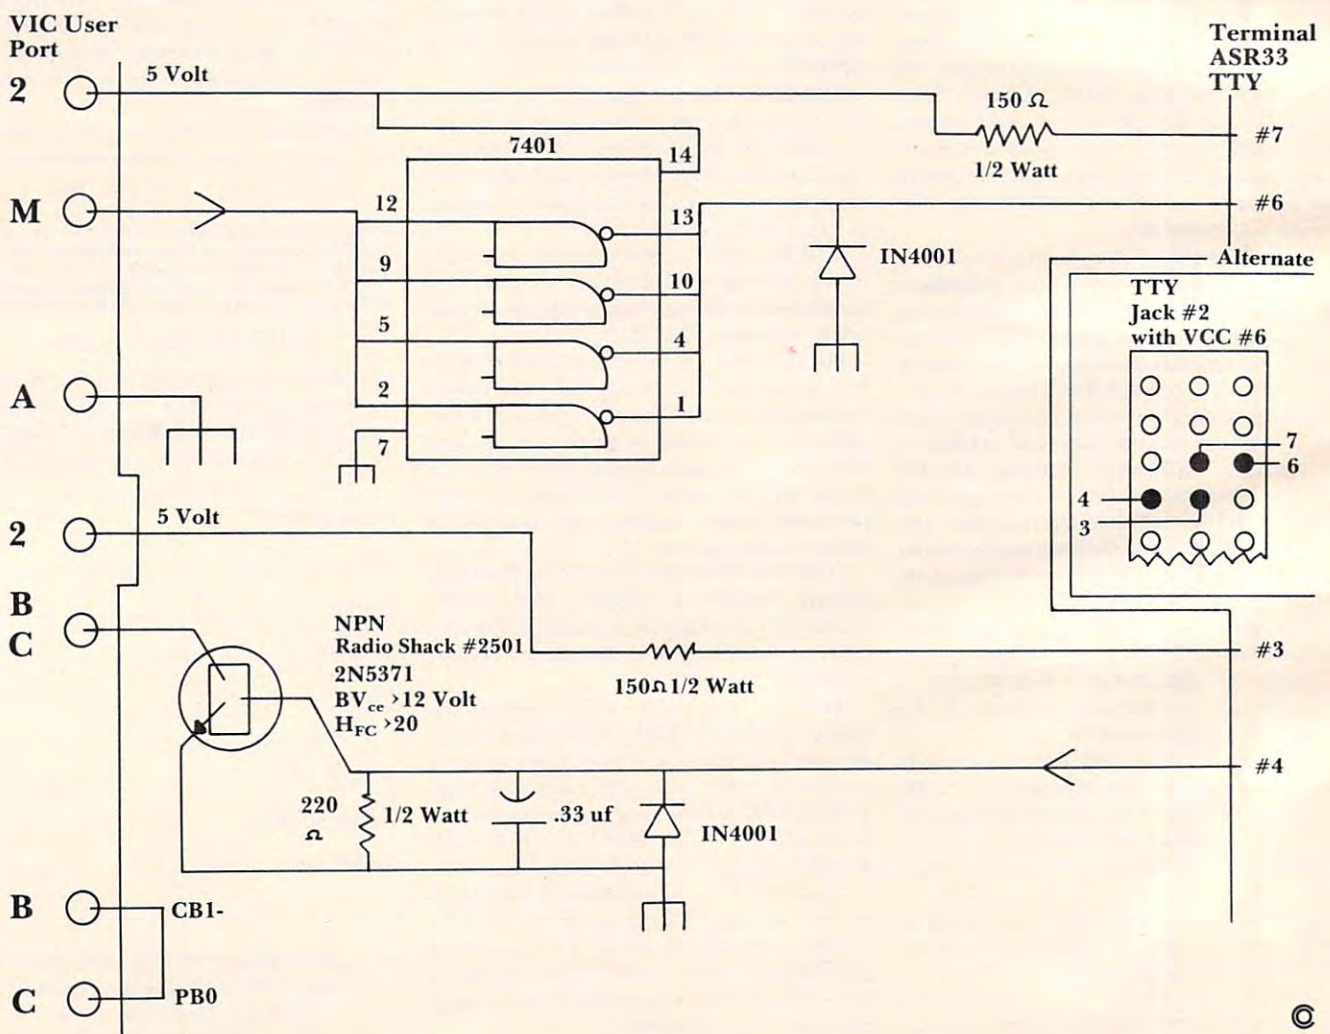 VIC User
Port
2
5 Volt
Terminal
ASR33
TTY
150 Ω
1/2 Watt
#7
7401
14
M
12
13
#6
9
10
5
4
2
1
7
IN4001
Alternate
TTY
Jack #2
with VCC #6
7
6
4
3
A
2
5 Volt
B
C
NPN
Radio Shack #2501
2N5371
BVce >12 Volt
HFC >20
150Ω 1/2 Watt
#3
#4
220
Ω
1/2 Watt
.33 uf
IN4001
B
CB1-
C
PB0